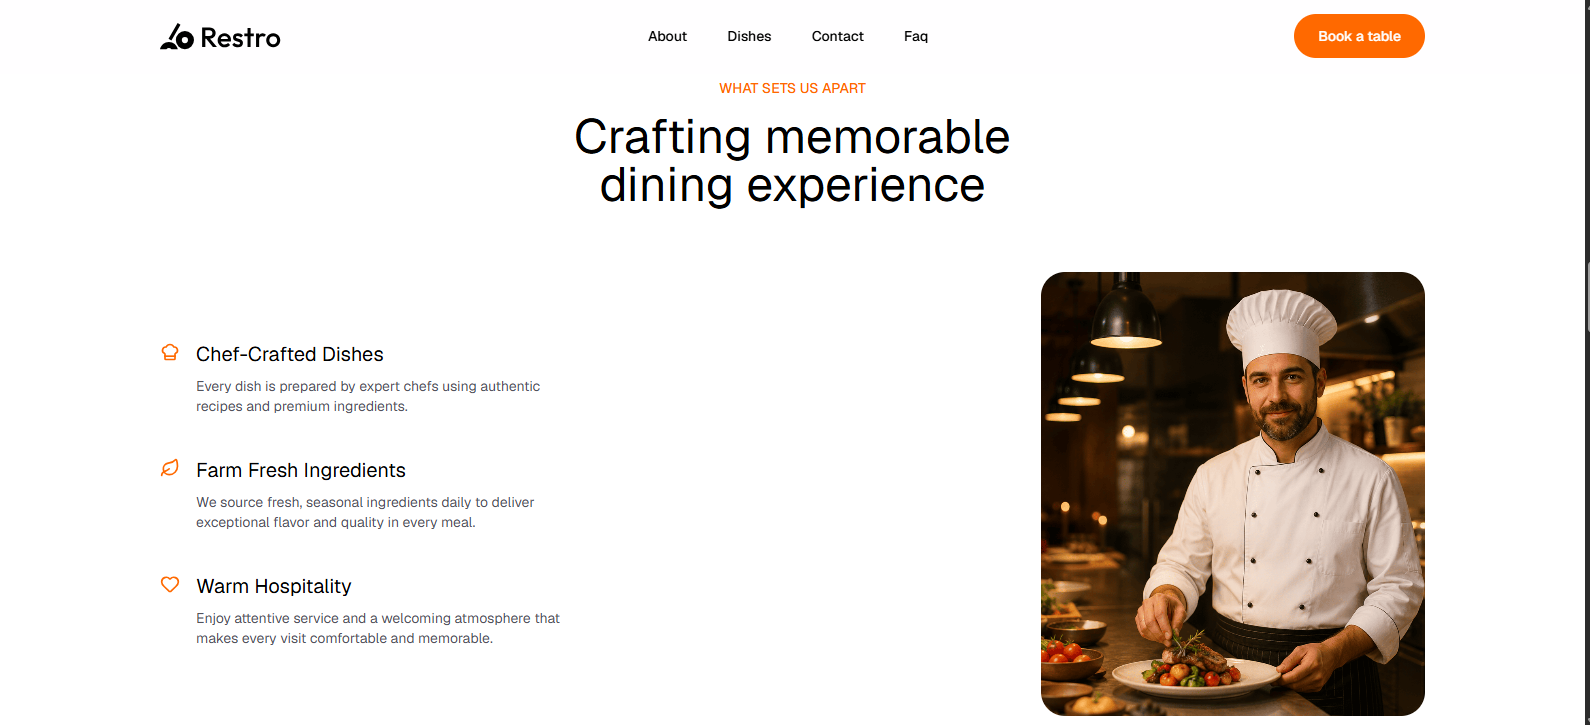 Restro
About
Dishes
Contact
Faq
Book a table
WHAT SETS US APART
Crafting memorable
dining experience
Chef-Crafted Dishes
Every dish is prepared by expert chefs using authentic
recipes and premium ingredients.
Farm Fresh Ingredients
We source fresh, seasonal ingredients daily to deliver
exceptional flavor and quality in every meal.
Warm Hospitality
Enjoy attentive service and a welcoming atmosphere that
makes every visit comfortable and memorable.